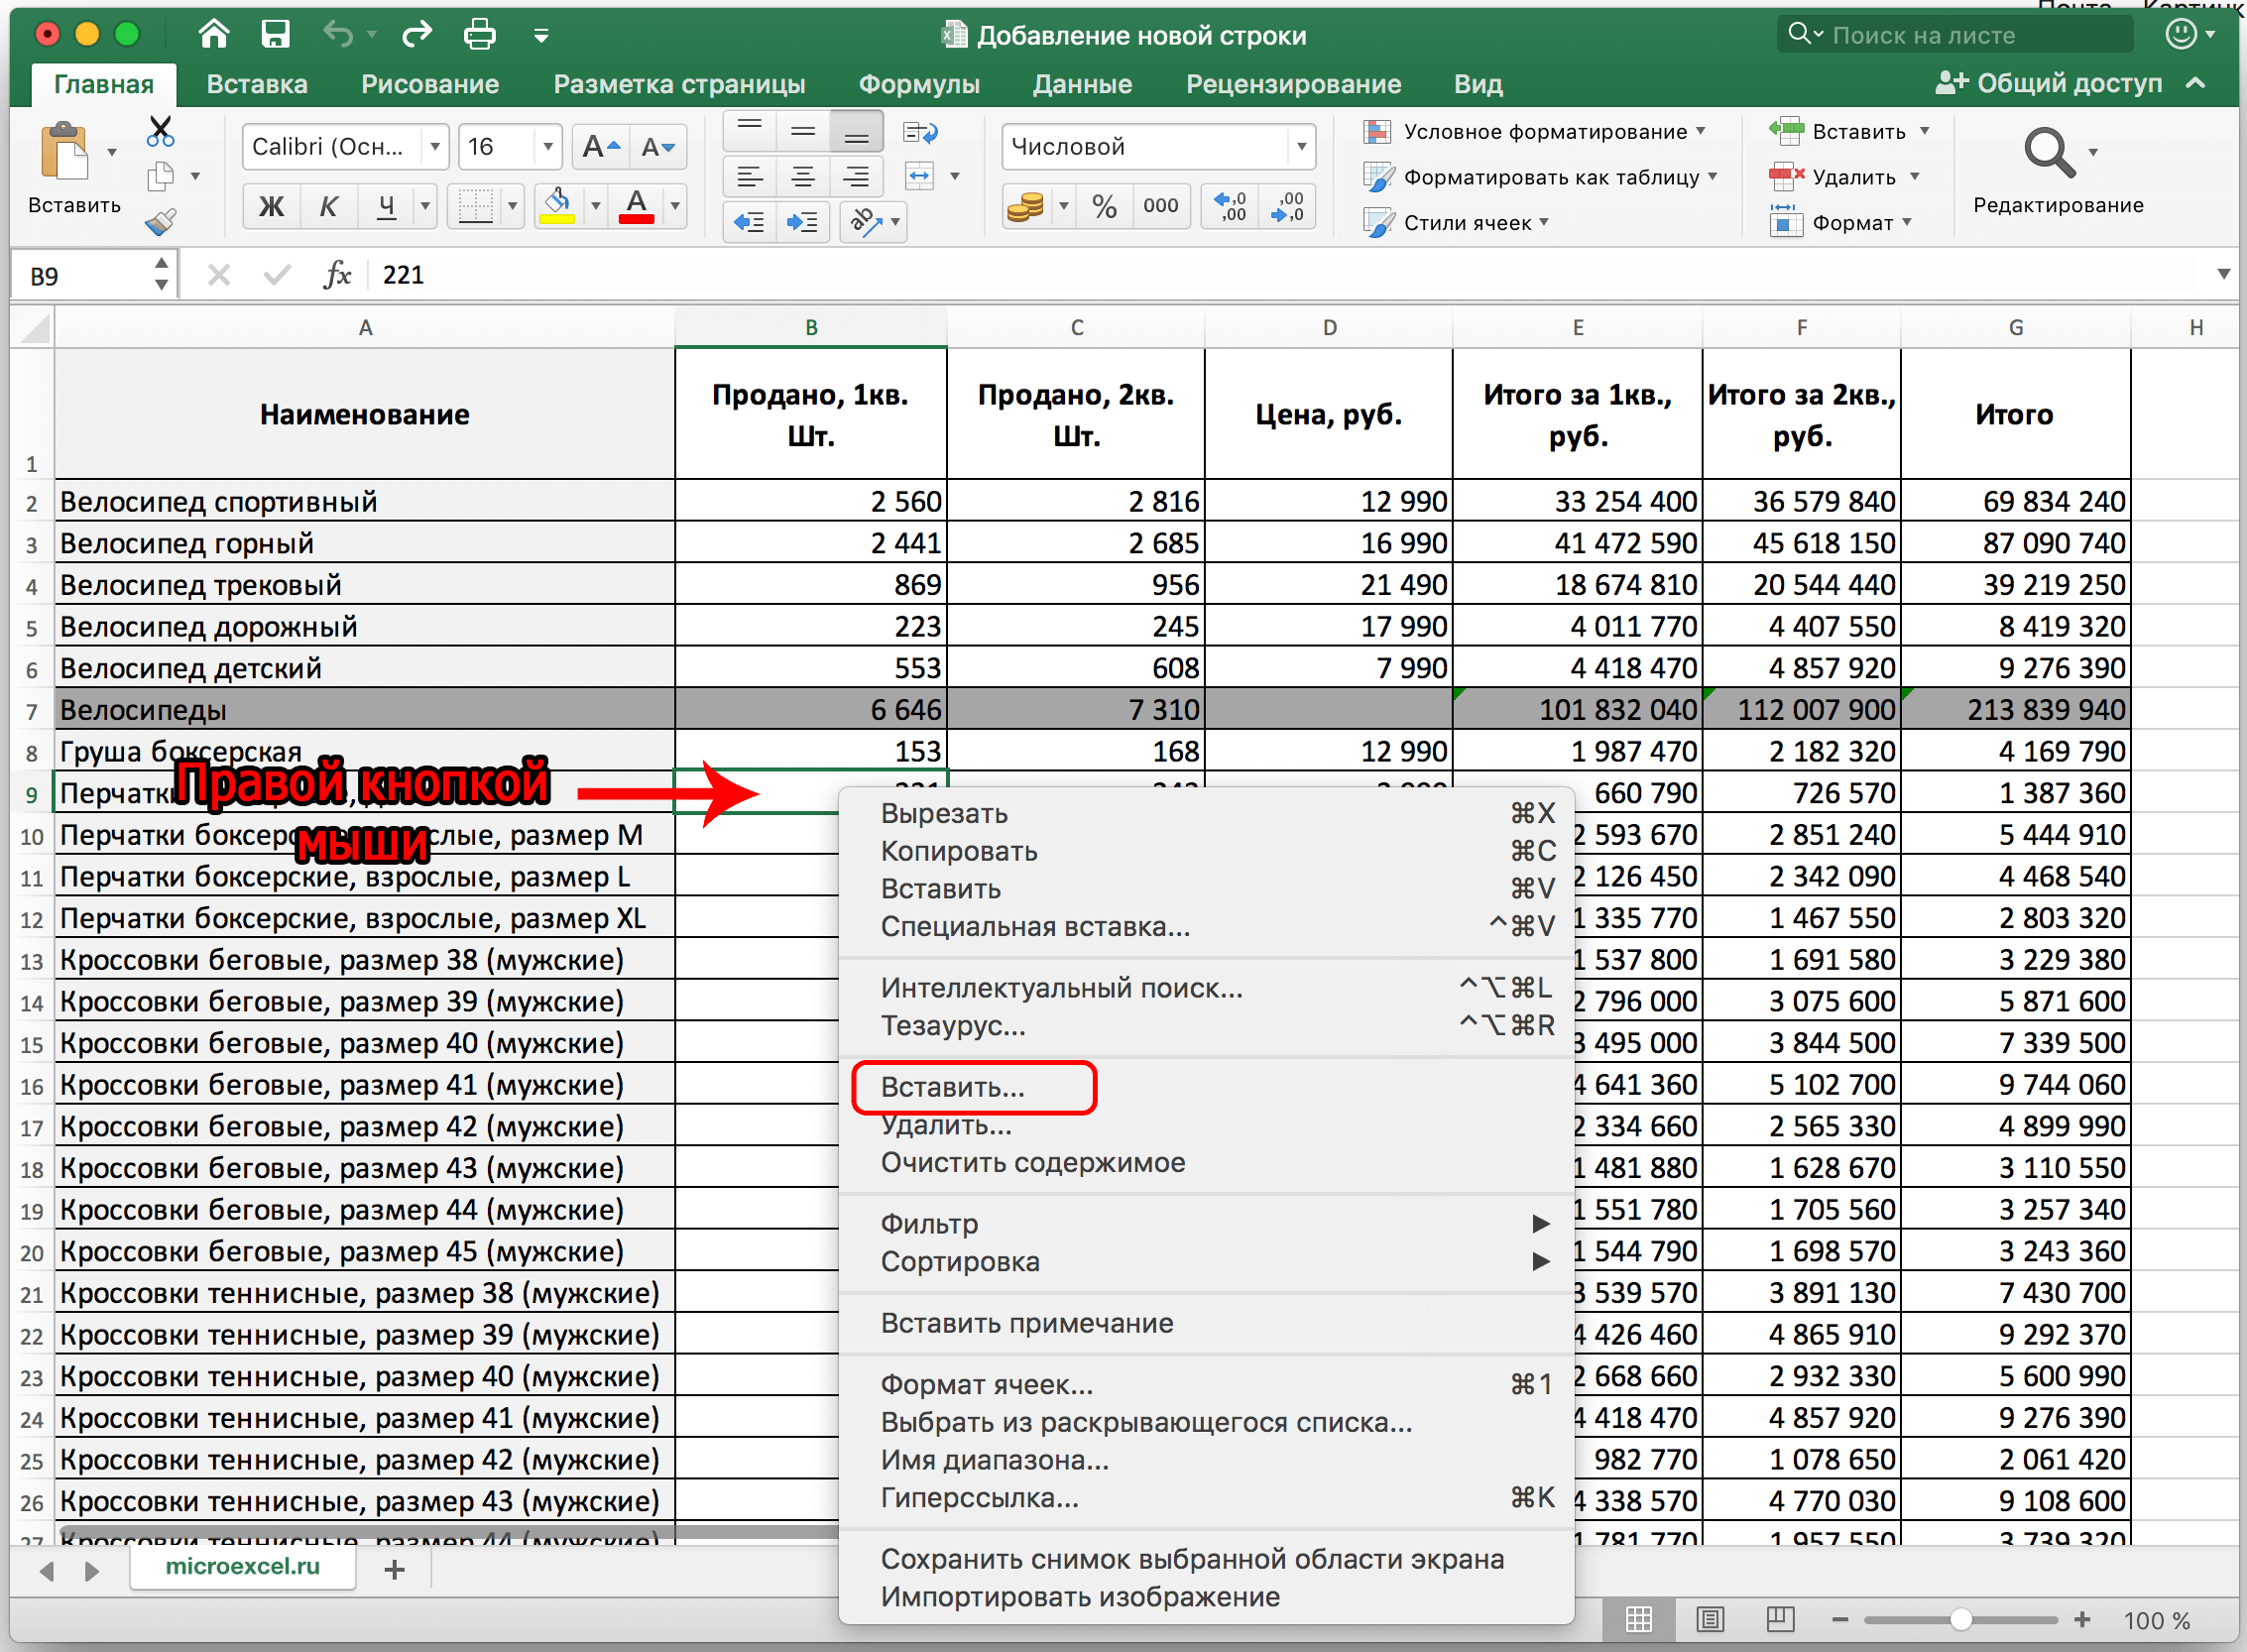 Почта Картинк
Добавление новой строки
Поиск на листе
Главная Вставка Рисование Разметка страницы Формулы Данные Рецензирование Вид Общий доступ
Вставить
Calibri (Осн... 16 A A
Ж К Ч А
ab
Числовой
% 000 ,0 ,00 ,00 ,0
Условное форматирование
Форматировать как таблицу
Стили ячеек
Вставить
Удалить
Формат
Редактирование
B9 fx 221
A B C D E F G H
1 Наименование Продано, 1кв. Шт. Продано, 2кв. Шт. Цена, руб. Итого за 1кв., руб. Итого за 2кв., руб. Итого
2 Велосипед спортивный 2 560 2 816 12 990 33 254 400 36 579 840 69 834 240
3 Велосипед горный 2 441 2 685 16 990 41 472 590 45 618 150 87 090 740
4 Велосипед трековый 869 956 21 490 18 674 810 20 544 440 39 219 250
5 Велосипед дорожный 223 245 17 990 4 011 770 4 407 550 8 419 320
6 Велосипед детский 553 608 7 990 4 418 470 4 857 920 9 276 390
7 Велосипеды 6 646 7 310 101 832 040 112 007 900 213 839 940
8 Груша боксерская 153 168 12 990 1 987 470 2 182 320 4 169 790
9 Перчатки 660 790 726 570 1 387 360
Правой кнопкой
мыши
10 Перчатки боксерс слые, размер M 2 593 670 2 851 240 5 444 910
11 Перчатки боксерские, взрослые, размер L 2 126 450 2 342 090 4 468 540
12 Перчатки боксерские, взрослые, размер XL 1 335 770 1 467 550 2 803 320
13 Кроссовки беговые, размер 38 (мужские) 1 537 800 1 691 580 3 229 380
14 Кроссовки беговые, размер 39 (мужские) 2 796 000 3 075 600 5 871 600
15 Кроссовки беговые, размер 40 (мужские) 3 495 000 3 844 500 7 339 500
16 Кроссовки беговые, размер 41 (мужские) 4 641 360 5 102 700 9 744 060
17 Кроссовки беговые, размер 42 (мужские) 2 334 660 2 565 330 4 899 990
18 Кроссовки беговые, размер 43 (мужские) 1 481 880 1 628 670 3 110 550
19 Кроссовки беговые, размер 44 (мужские) 1 551 780 1 705 560 3 257 340
20 Кроссовки беговые, размер 45 (мужские) 1 544 790 1 698 570 3 243 360
21 Кроссовки теннисные, размер 38 (мужские) 3 539 570 3 891 130 7 430 700
22 Кроссовки теннисные, размер 39 (мужские) 4 426 460 4 865 910 9 292 370
23 Кроссовки теннисные, размер 40 (мужские) 2 668 660 2 932 330 5 600 990
24 Кроссовки теннисные, размер 41 (мужские) 4 418 470 4 857 920 9 276 390
25 Кроссовки теннисные, размер 42 (мужские) 982 770 1 078 650 2 061 420
26 Кроссовки теннисные, размер 43 (мужские) 4 338 570 4 770 030 9 108 600
27 Кроссовки теннисные, размер 44 (мужские) 1 781 770 1 957 550 3 739 320
Вырезать ⌘X
Копировать ⌘C
Вставить ⌘V
Специальная вставка... ^⌘V
Интеллектуальный поиск... ^⌥⌘L
Тезаурус... ^⌥⌘R
Вставить...
Удалить...
Очистить содержимое
Фильтр
Сортировка
Вставить примечание
Формат ячеек... ⌘1
Выбрать из раскрывающегося списка...
Имя диапазона...
Гиперссылка... ⌘K
Сохранить снимок выбранной области экрана
Импортировать изображение
microexcel.ru +
100 %